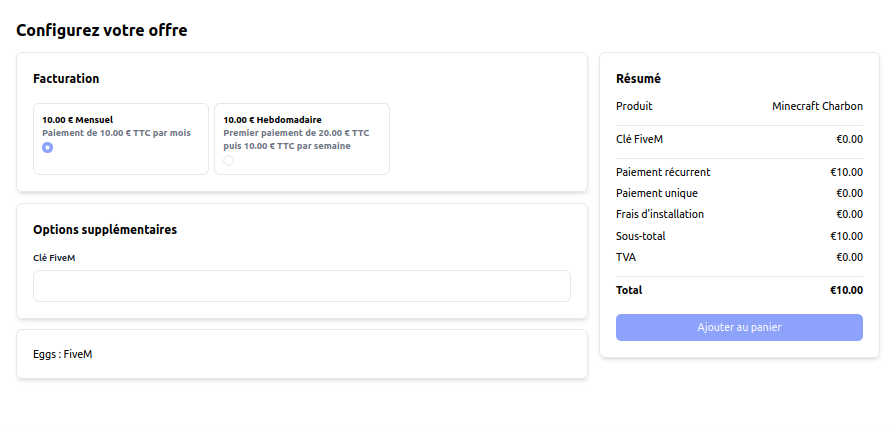 Configurez votre offre
Facturation
10.00 € Mensuel
Paiement de 10.00 € TTC par mois
10.00 € Hebdomadaire
Premier paiement de 20.00 € TTC
puis 10.00 € TTC par semaine
Options supplémentaires
Clé FiveM
Eggs : FiveM
Résumé
Produit Minecraft Charbon
Clé FiveM €0.00
Paiement récurrent €10.00
Paiement unique €0.00
Frais d'installation €0.00
Sous-total €10.00
TVA €0.00
Total €10.00
Ajouter au panier